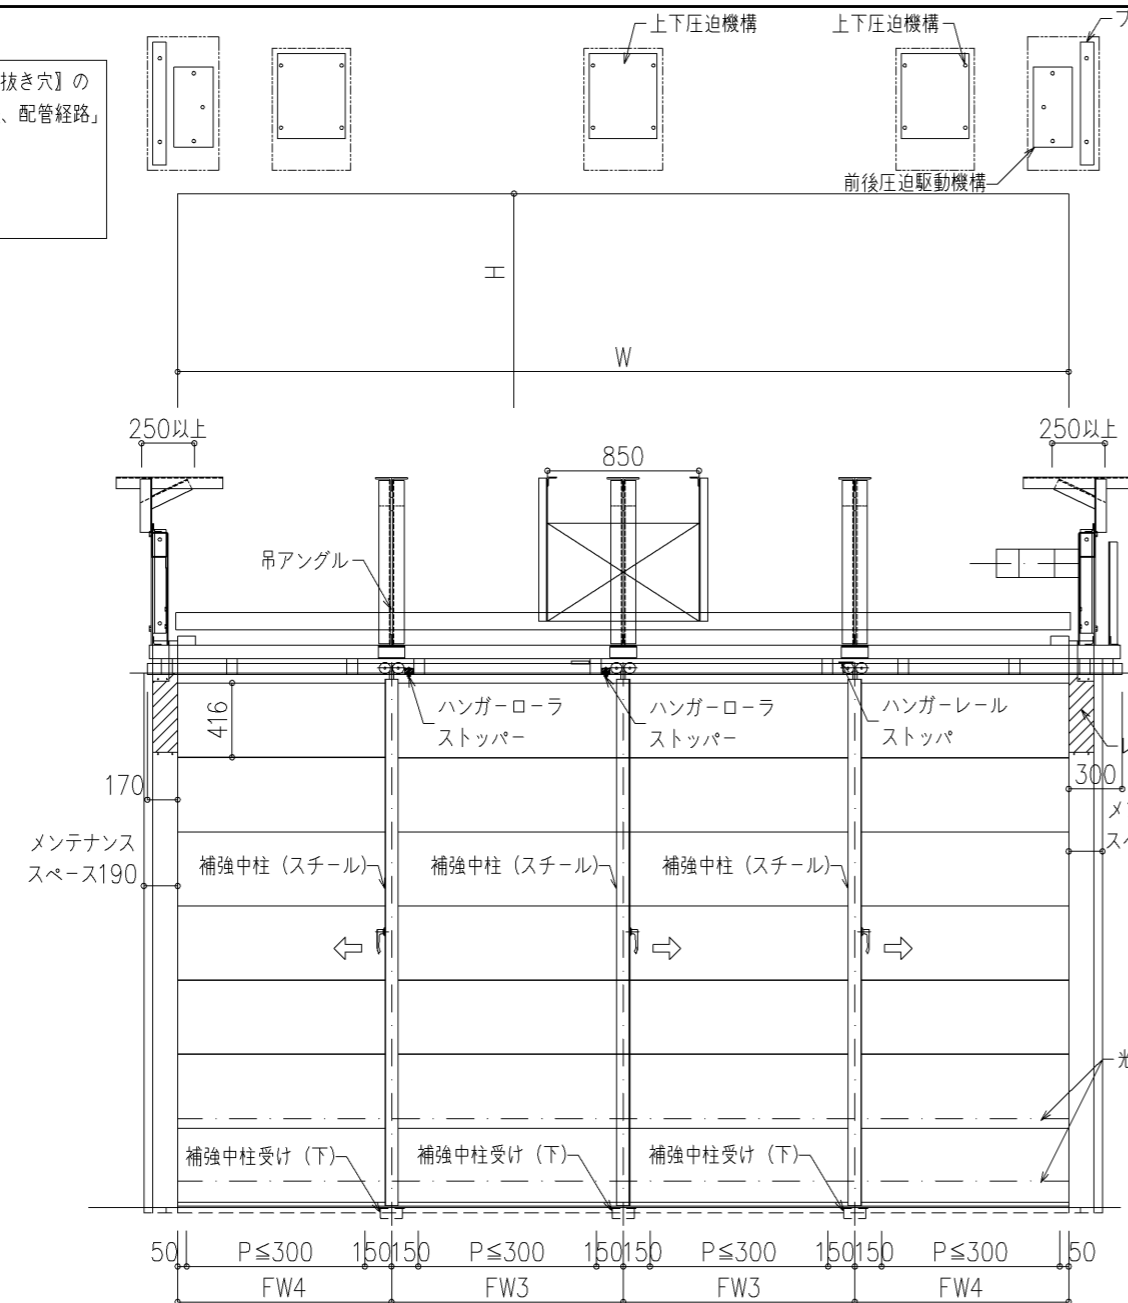 上下圧迫機構
上下圧迫機構
フ
抜き穴』の
、配管経路」
前後圧迫駆動機構
H
W
250以上
250以上
850
吊アングル
ハンガーローラ
ストッパー
ハンガーローラ
ストッパー
ハンガーレール
ストッパ
416
170
300
メンテナンス
スペース190
補強中柱（スチール）
補強中柱（スチール）
補強中柱（スチール）
光
補強中柱受け（下）
補強中柱受け（下）
補強中柱受け（下）
50
P≦300
150
150
P≦300
150
150
P≦300
150
150
P≦300
50
FW4
FW3
FW3
FW4